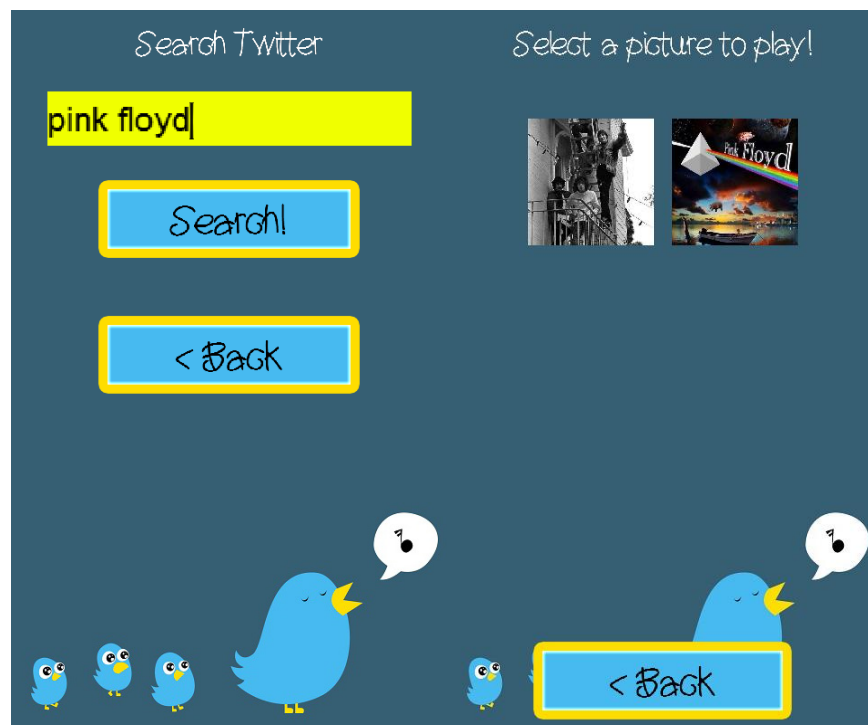 Search Twitter
pink floyd
Search!
< Back
Select a picture to play!
Pink Floyd
< Back